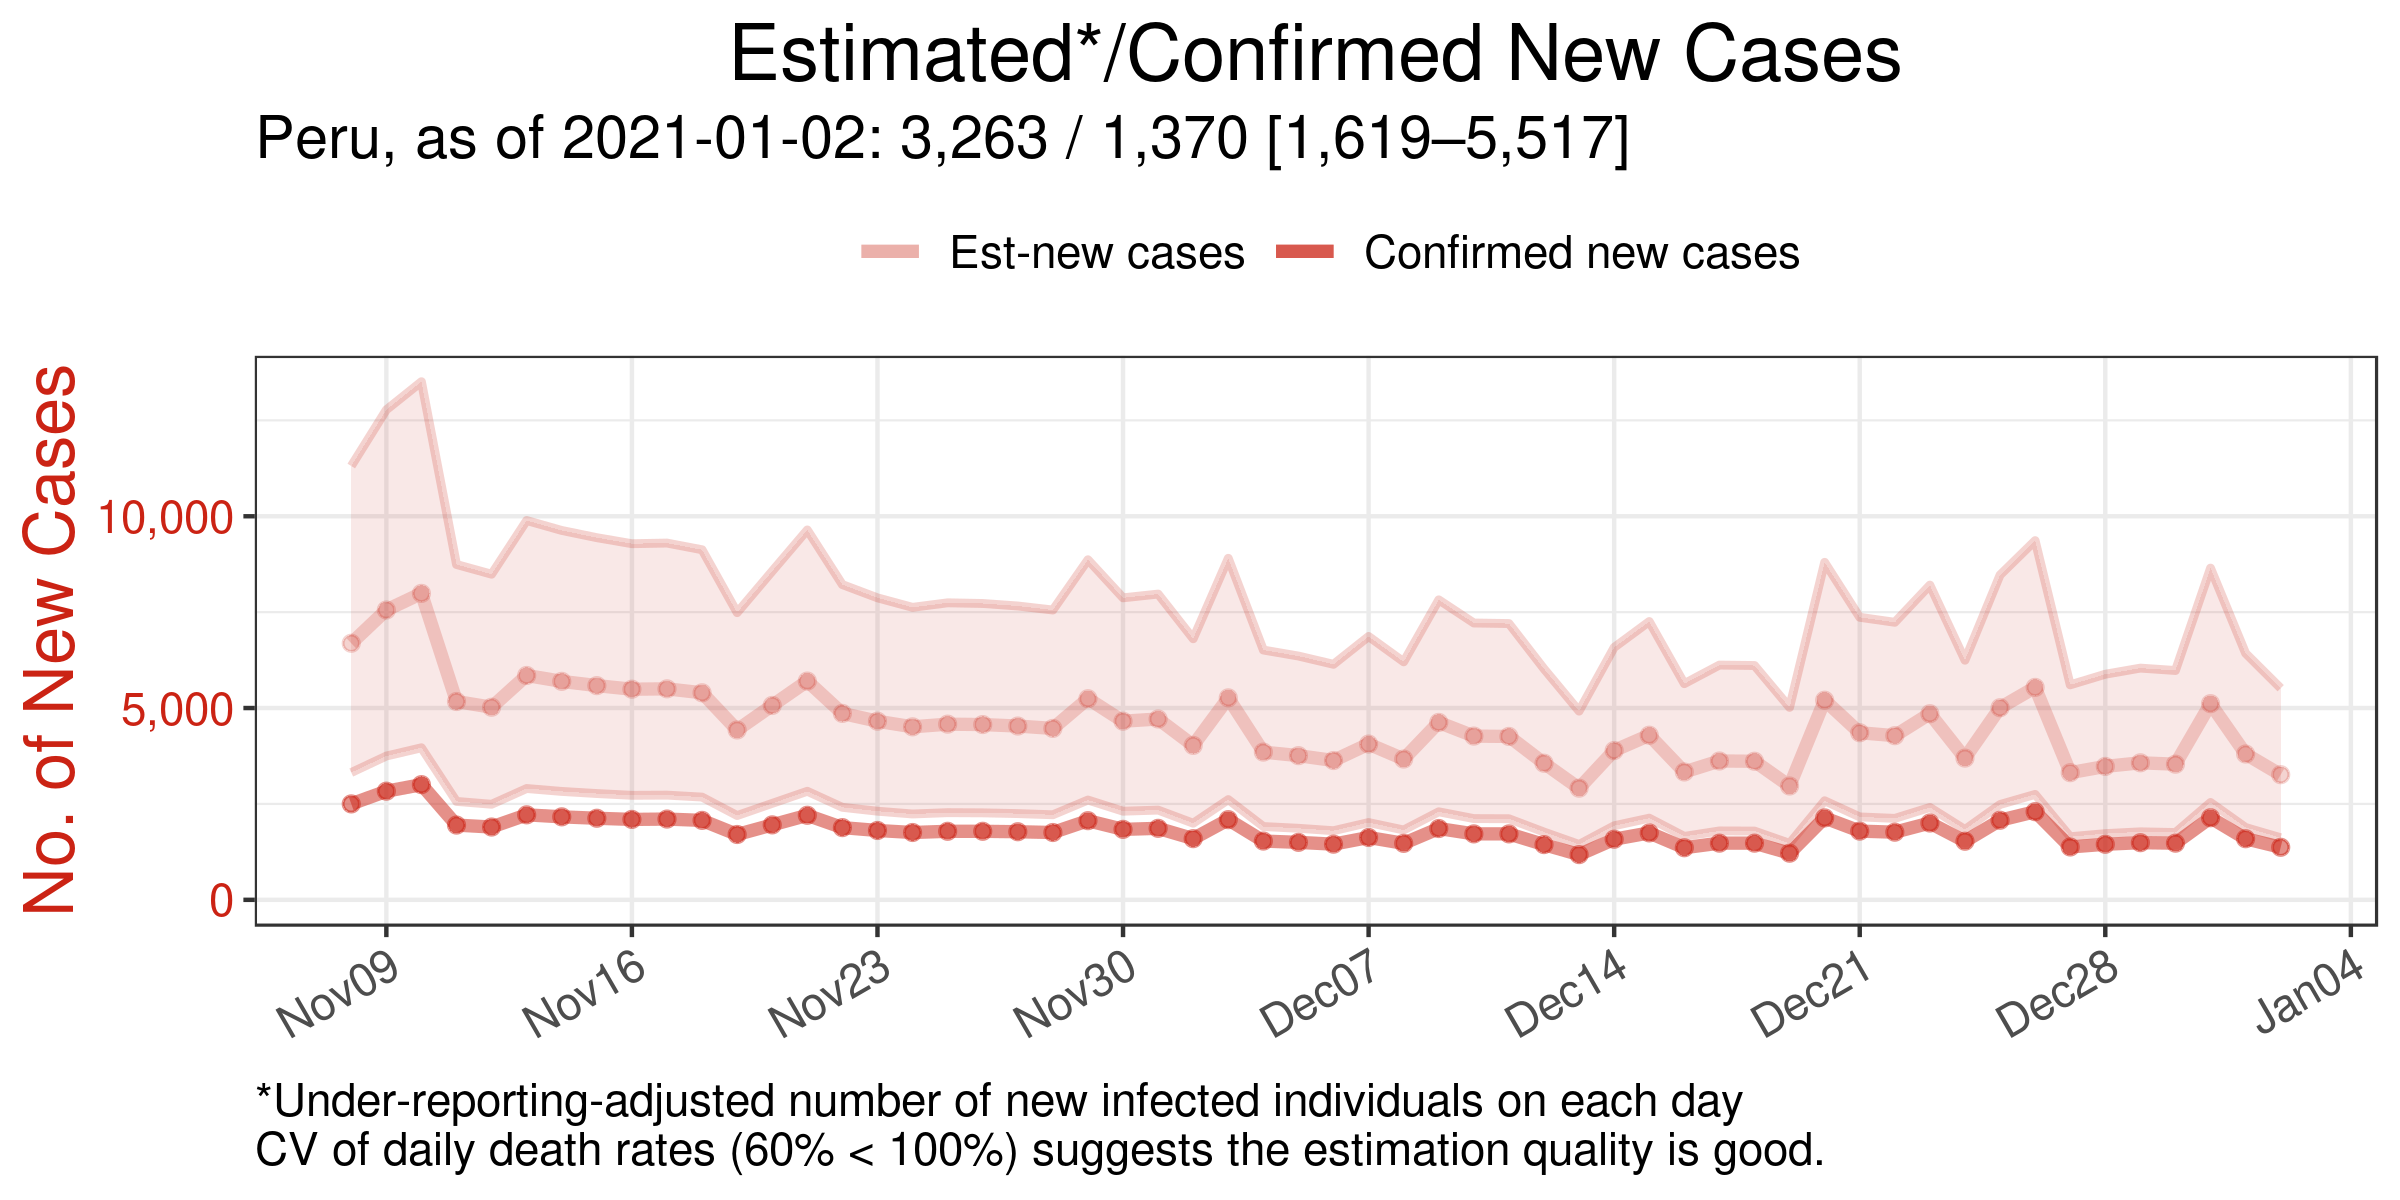 Estimated*/Confirmed New Cases
Peru, as of 2021-01-02: 3,263 / 1,370 [1,619–5,517]
Est-new cases Confirmed new cases
No. of New Cases
10,000
5,000
0
Nov09 Nov16 Nov23 Nov30 Dec07 Dec14 Dec21 Dec28 Jan04
*Under-reporting-adjusted number of new infected individuals on each day
CV of daily death rates (60% < 100%) suggests the estimation quality is good.